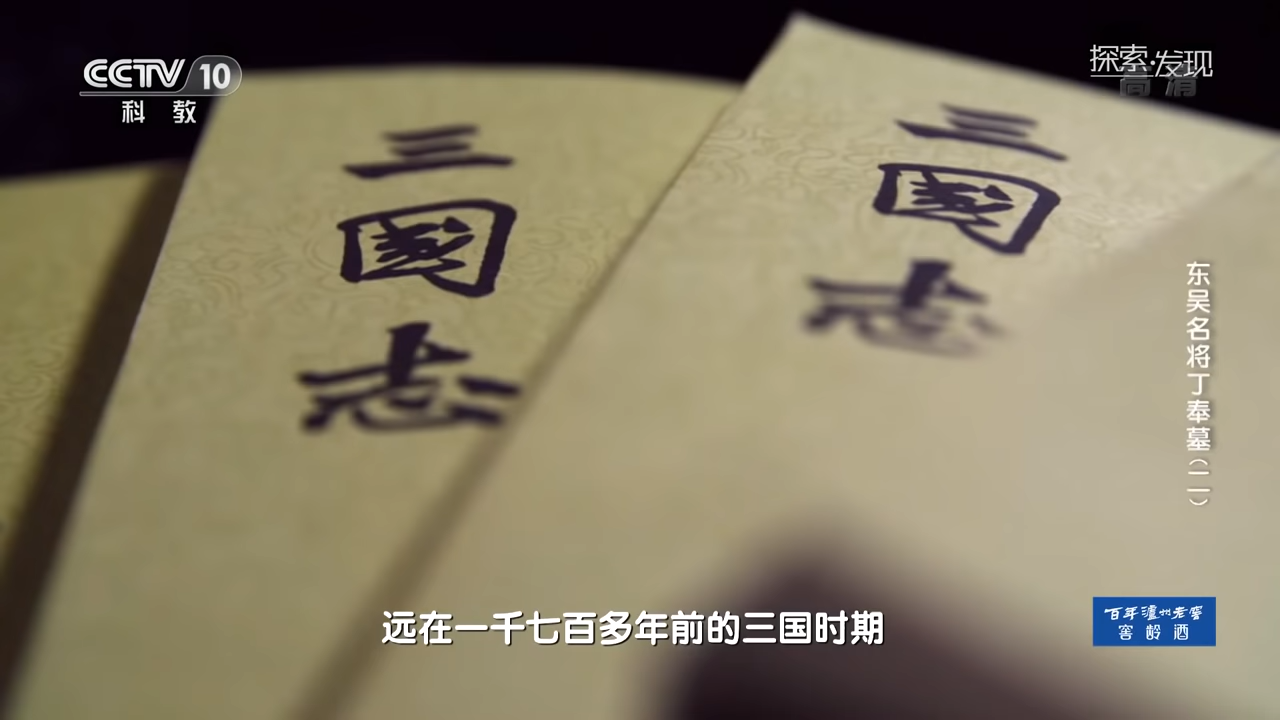 CCTV 10
科教
探索·发现
高清
三國志
三國志
东吴名将丁奉墓(二)
远在一千七百多年前的三国时期
百年泸州老窖
窖龄酒